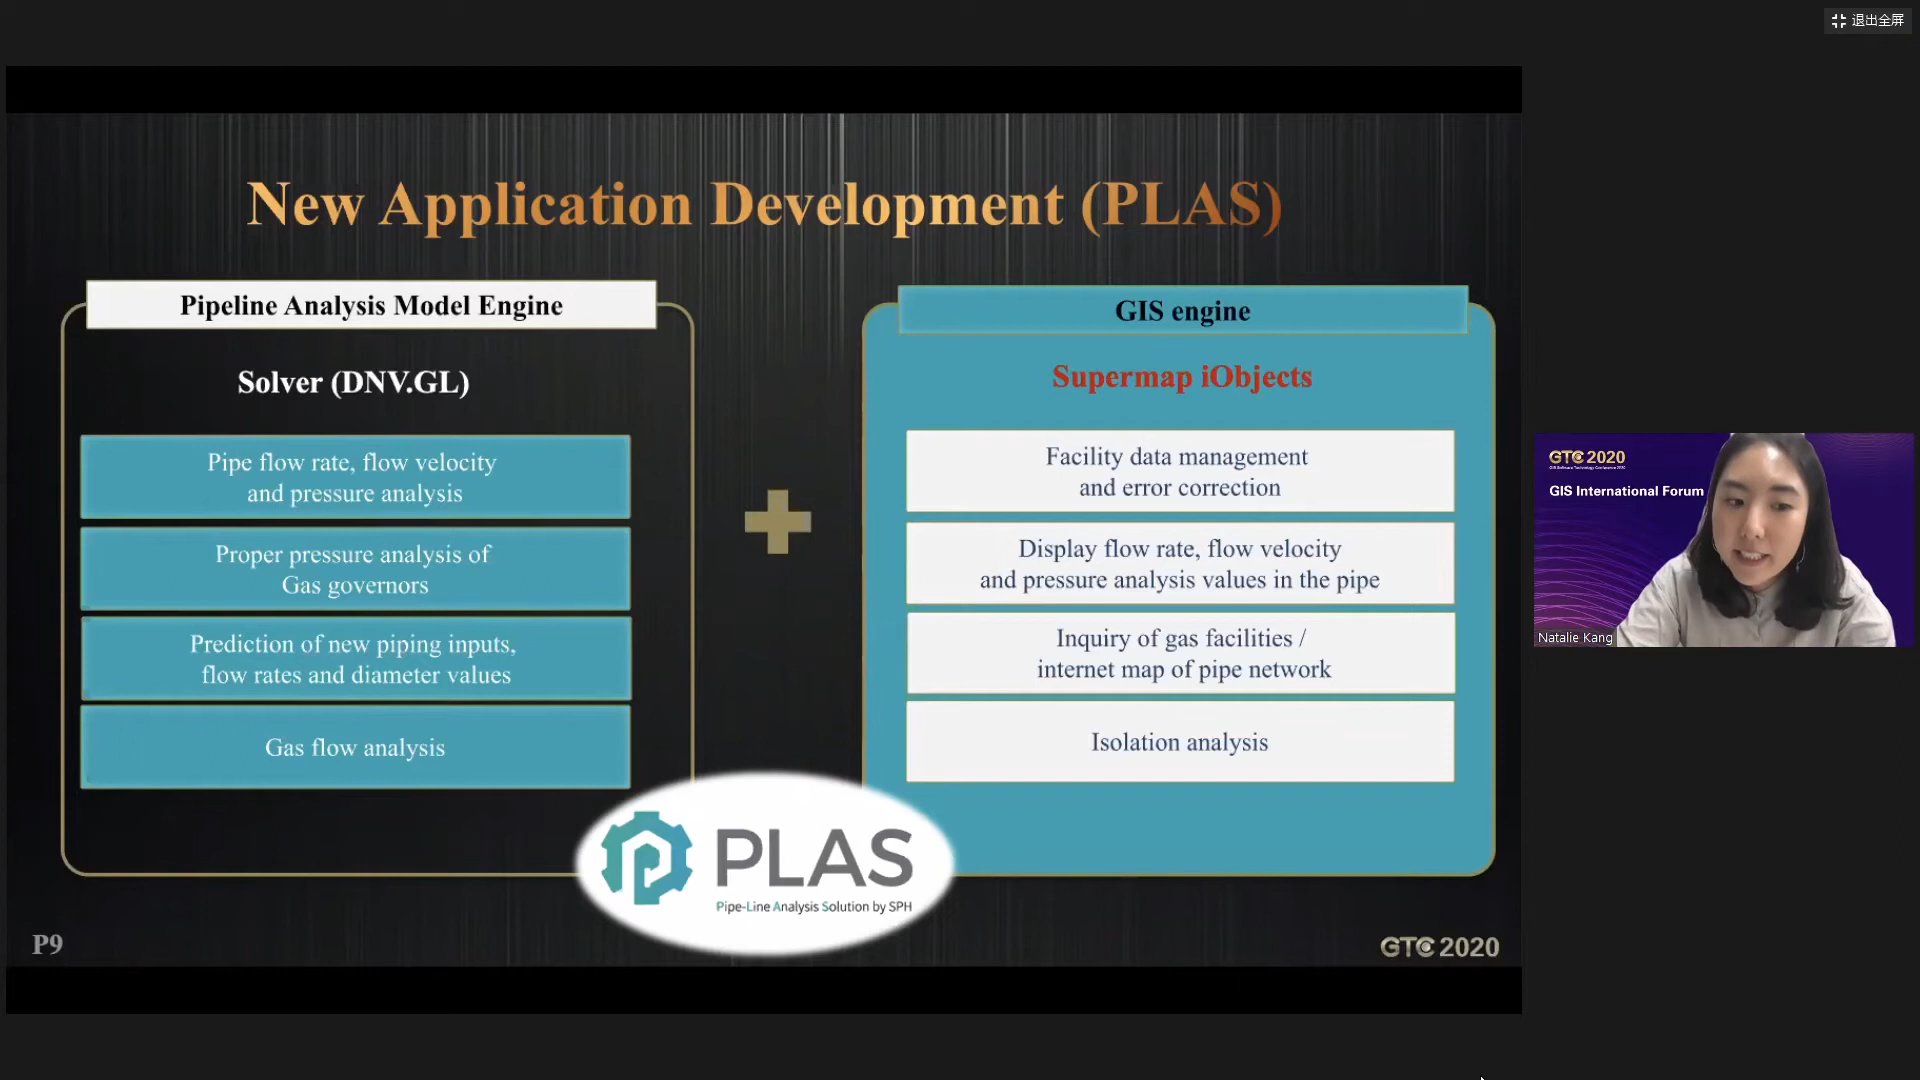 退出全屏
New Application Development (PLAS)
Pipeline Analysis Model Engine
Solver (DNV.GL)
Pipe flow rate, flow velocity
and pressure analysis
Proper pressure analysis of
Gas governors
Prediction of new piping inputs,
flow rates and diameter values
Gas flow analysis
GIS engine
Supermap iObjects
Facility data management
and error correction
Display flow rate, flow velocity
and pressure analysis values in the pipe
Inquiry of gas facilities /
internet map of pipe network
Isolation analysis
PLAS
Pipe-Line Analysis Solution by SPH
P9
GTC 2020
GTC 2020
GIS Software Technology Conference 2020
GIS International Forum
Natalie Kang